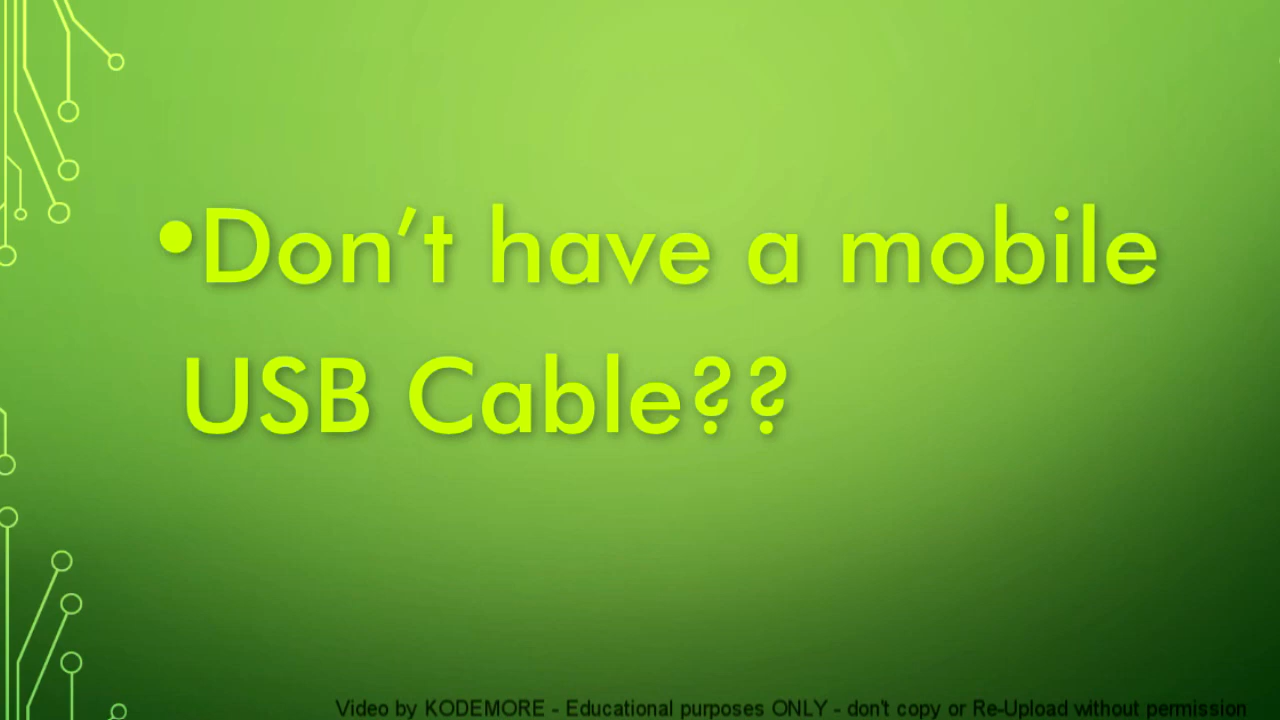 •Don’t have a mobile
USB Cable??
Video by KODEMORE - Educational purposes ONLY - don't copy or Re-Upload without permission